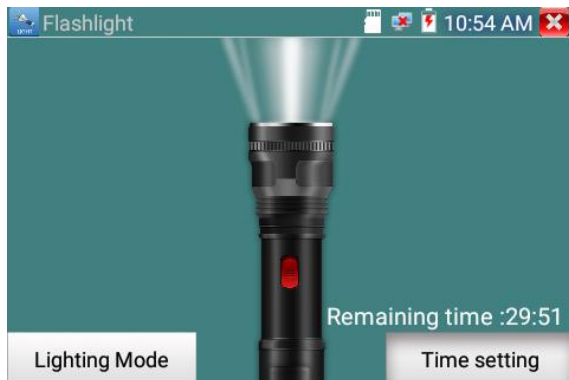 Flashlight
10:54 AM
Remaining time :29:51
Lighting Mode
Time setting